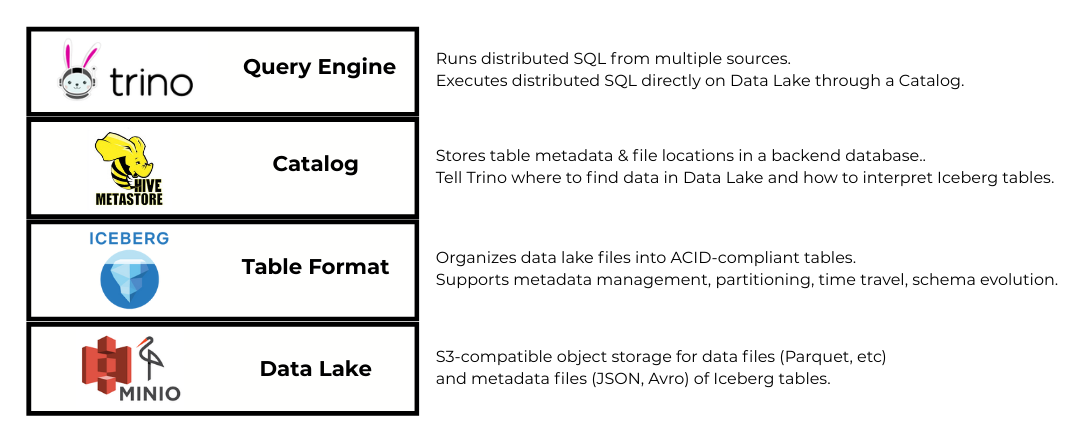 trino
Query Engine
Runs distributed SQL from multiple sources.
Executes distributed SQL directly on Data Lake through a Catalog.
HIVE
METASTORE
Catalog
Stores table metadata & file locations in a backend database..
Tell Trino where to find data in Data Lake and how to interpret Iceberg tables.
ICEBERG
Table Format
Organizes data lake files into ACID-compliant tables.
Supports metadata management, partitioning, time travel, schema evolution.
MINIO
Data Lake
S3-compatible object storage for data files (Parquet, etc)
and metadata files (JSON, Avro) of Iceberg tables.